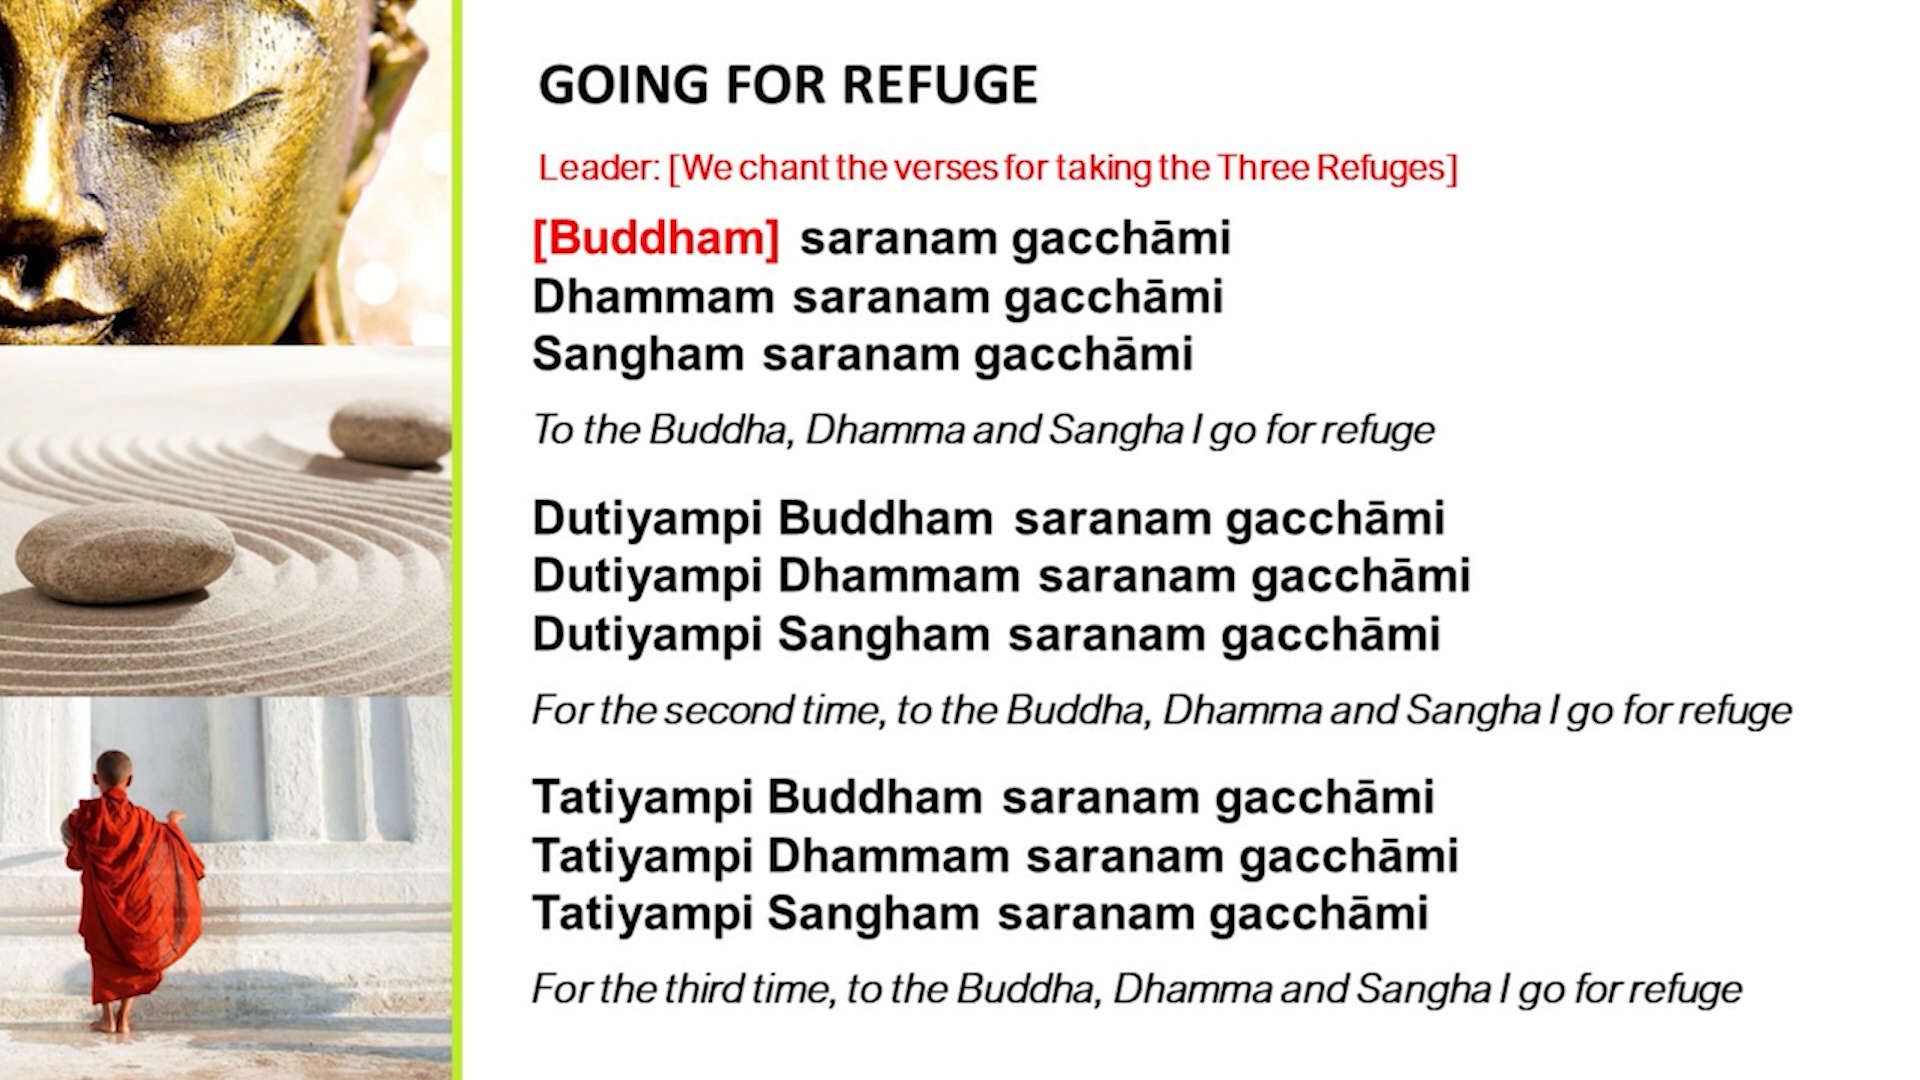 GOING FOR REFUGE
Leader: [We chant the verses for taking the Three Refuges]
[Buddham] saranam gacchāmi
Dhammam saranam gacchāmi
Sangham saranam gacchāmi
To the Buddha, Dhamma and Sangha I go for refuge
Dutiyampi Buddham saranam gacchāmi
Dutiyampi Dhammam saranam gacchāmi
Dutiyampi Sangham saranam gacchāmi
For the second time, to the Buddha, Dhamma and Sangha I go for refuge
Tatiyampi Buddham saranam gacchāmi
Tatiyampi Dhammam saranam gacchāmi
Tatiyampi Sangham saranam gacchāmi
For the third time, to the Buddha, Dhamma and Sangha I go for refuge